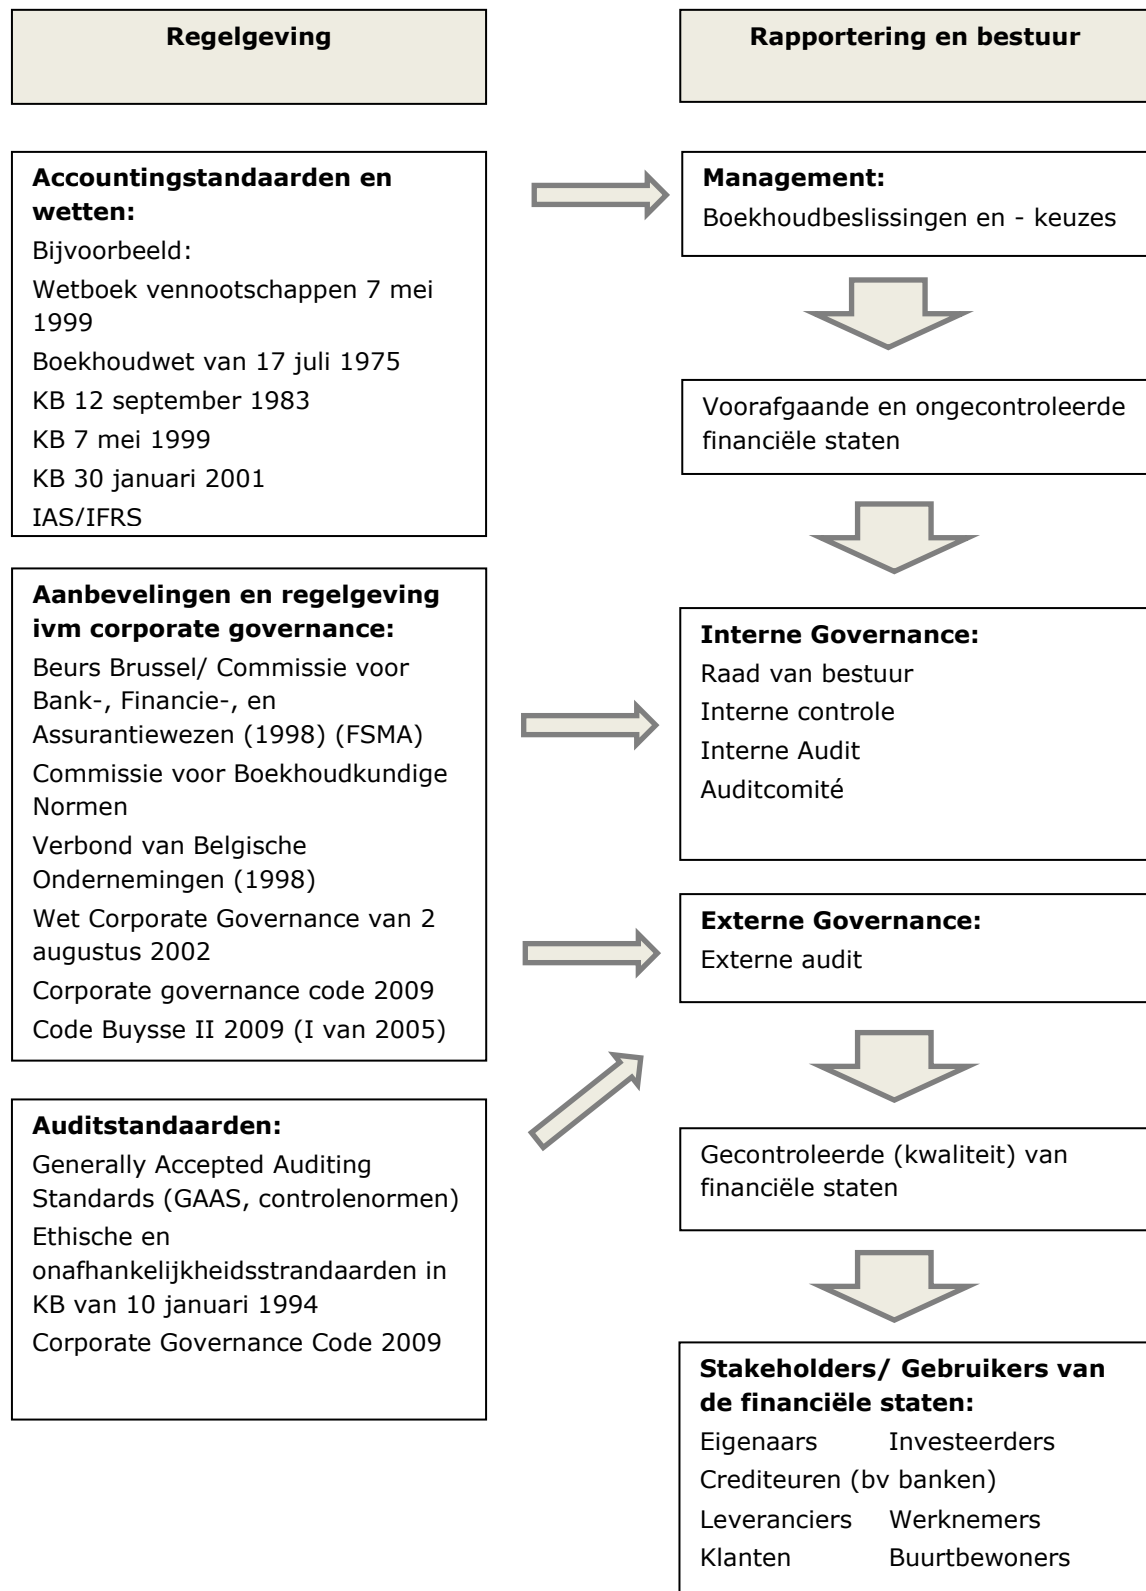 Regelgeving
Rapportering en bestuur
Accountingstandaarden en
wetten:
Bijvoorbeeld:
Wetboek vennootschappen 7 mei
1999
Boekhoudwet van 17 juli 1975
KB 12 september 1983
KB 7 mei 1999
KB 30 januari 2001
IAS/IFRS
Management:
Boekhoudbeslissingen en - keuzes
Voorafgaande en ongecontroleerde
financiële staten
Aanbevelingen en regelgeving
ivm corporate governance:
Beurs Brussel/ Commissie voor
Bank-, Financie-, en
Assurantiewezen (1998) (FSMA)
Commissie voor Boekhoudkundige
Normen
Verbond van Belgische
Ondernemingen (1998)
Wet Corporate Governance van 2
augustus 2002
Corporate governance code 2009
Code Buysse II 2009 (I van 2005)
Interne Governance:
Raad van bestuur
Interne controle
Interne Audit
Auditcomité
Externe Governance:
Externe audit
Auditstandaarden:
Generally Accepted Auditing
Standards (GAAS, controlenormen)
Ethische en
onafhankelijkheidsstrandaarden in
KB van 10 januari 1994
Corporate Governance Code 2009
Gecontroleerde (kwaliteit) van
financiële staten
Stakeholders/ Gebruikers van
de financiële staten:
Eigenaars Investeerders
Crediteuren (bv banken)
Leveranciers Werknemers
Klanten Buurtbewoners